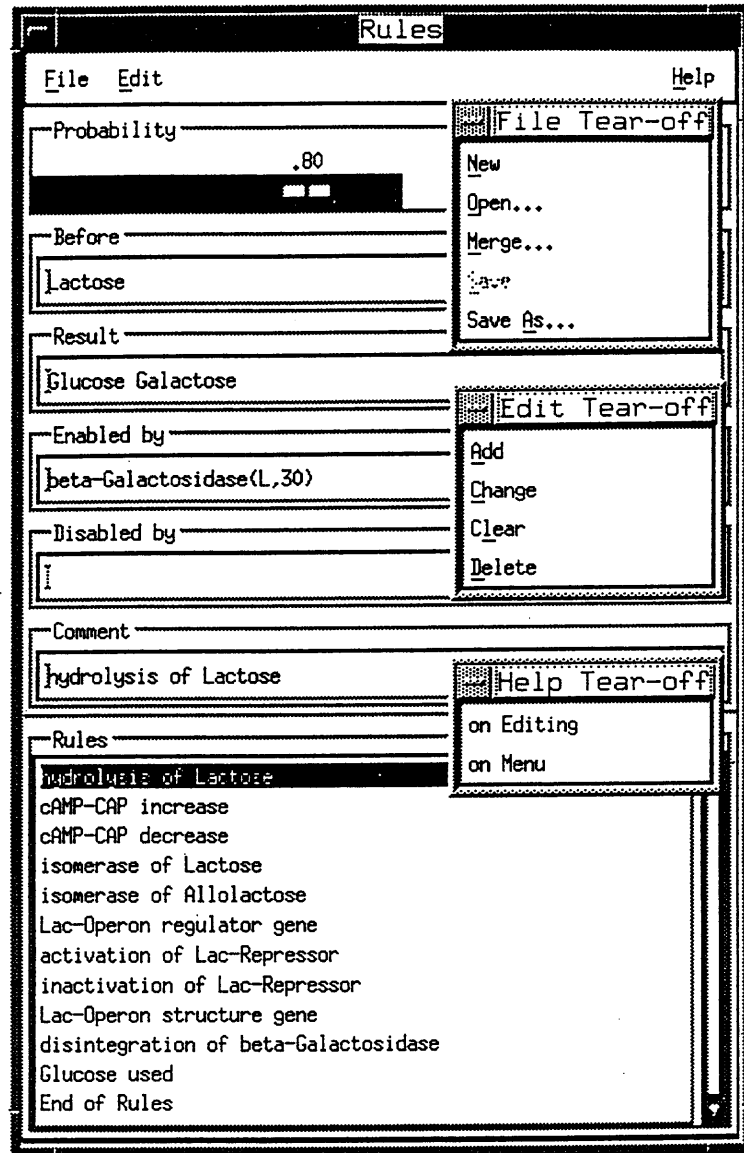 Rules
File Edit Help
Probability
.80
Before
Lactose
Result
Glucose Galactose
Enabled by
beta-Galactosidase(L,30)
Disabled by
Comment
hydrolysis of Lactose
Rules
hydrolysis of Lactose
cAMP-CAP increase
cAMP-CAP decrease
isomerase of Lactose
isomerase of Allolactose
Lac-Operon regulator gene
activation of Lac-Repressor
inactivation of Lac-Repressor
Lac-Operon structure gene
disintegration of beta-Galactosidase
Glucose used
End of Rules
File Tear-off
New
Open...
Merge...
Save
Save As...
Edit Tear-off
Add
Change
Clear
Delete
Help Tear-off
on Editing
on Menu